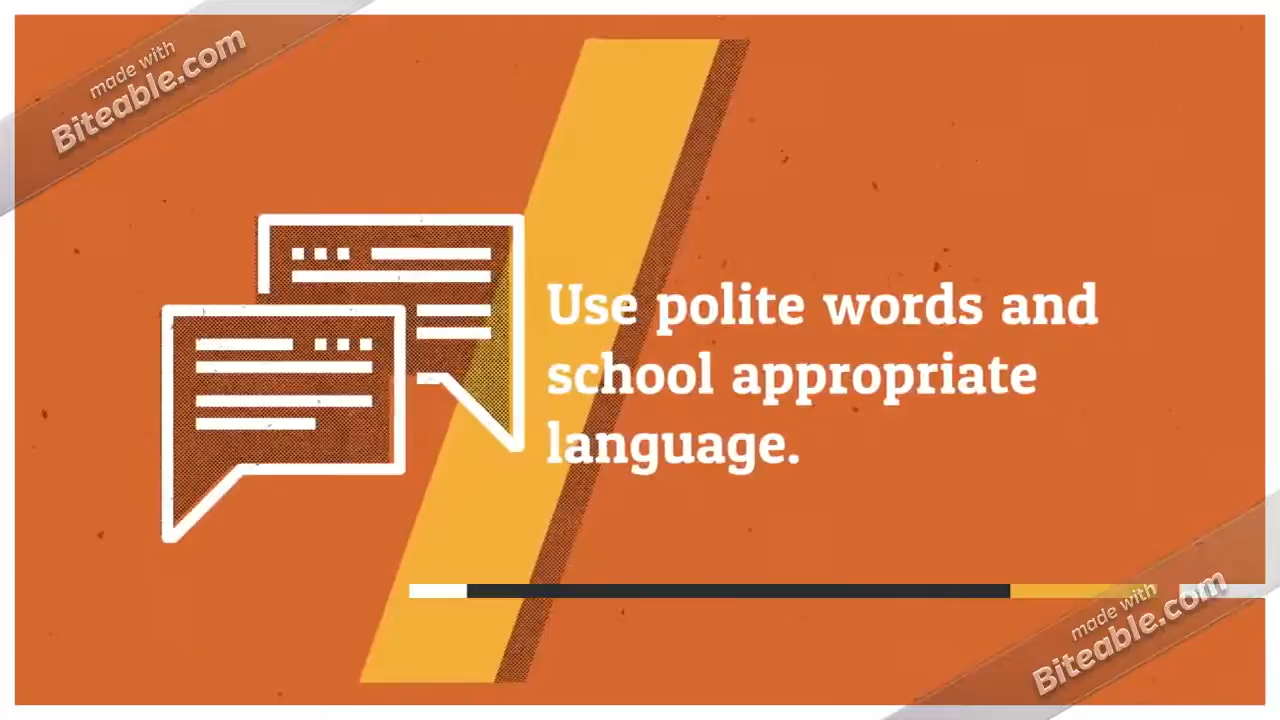 made with
Biteable.com
Use polite words and
school appropriate
language.
made with
Biteable.com